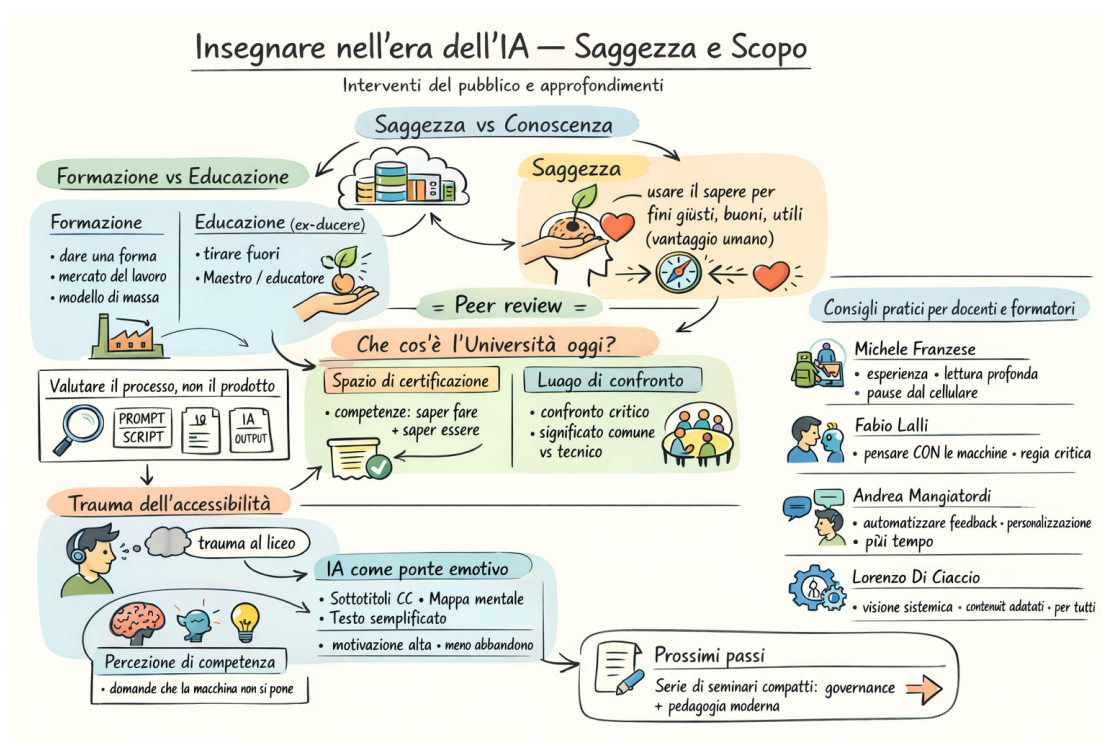 Insegnare nell'era dell'IA — Saggezza e Scopo
Interventi del pubblico e approfondimenti
Saggezza vs Conoscenza
Formazione vs Educazione
Formazione
• dare una forma
• mercato del lavoro
• modello di massa
Educazione (ex-ducere)
• tirare fuori
• Maestro / educatore
Saggezza
usare il sapere per
fini giusti, buoni, utili
(vantaggio umano)
= Peer review =
Che cos'è l'Università oggi?
Spazio di certificazione
• competenze: saper fare
+ saper essere
Luago di confronto
• confronto critico
• significato comune
vs tecnico
Valutare il processo, non il prodotto
PROMPT
SCRIPT
IA
OUTPUT
Trauma dell'accessibilità
trauma al liceo
IA come ponte emotivo
• Sottotitoli CC • Mappa mentale
• Testo semplificato
• motivazione alta • meno abbandono
Percezione di competenza
• domande che la macchina non si pone
Consigli pratici per docenti e formatori
Michele Franzese
• esperienza • lettura profonda
• pause dal cellulare
Fabio Lalli
• pensare CON le macchine • regia critica
Andrea Mangiatordi
• automatizzare feedback • personalizzazione
• pìù tempo
Lorenzo Di Ciaccio
• visione sistemica • contenuit adatati • per tutti
Prossimi passi
Serie di seminari compatti: governance
+ pedagogia moderna